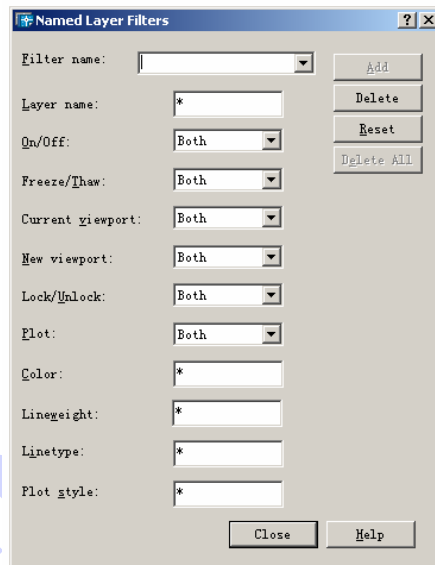 Named Layer Filters
Filter name:
Add
Layer name: *
Delete
On/Off: Both
Reset
Delete All
Freeze/Thaw: Both
Current viewport: Both
New viewport: Both
Lock/Unlock: Both
Plot: Both
Color: *
Lineweight: *
Linetype: *
Plot style: *
Close
Help